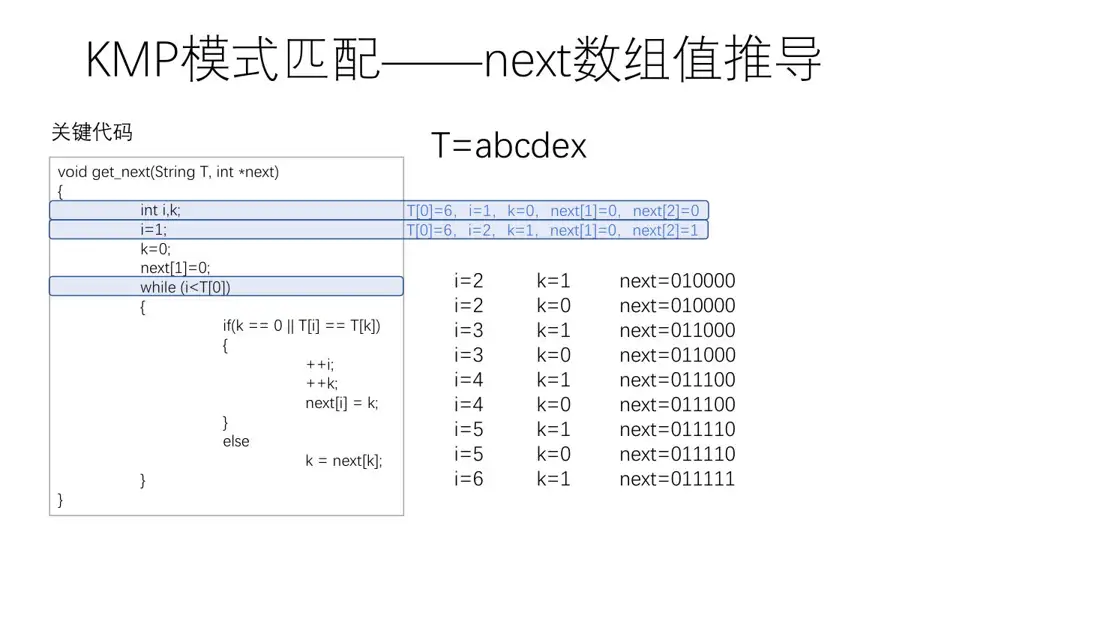 KMP模式匹配——next数组值推导
关键代码
T=abcdex
void get_next(String T, int *next)
{
int i,k;
T[0]=6, i=1, k=0, next[1]=0, next[2]=0
i=1;
T[0]=6, i=2, k=1, next[1]=0, next[2]=1
k=0;
next[1]=0;
while (i<T[0])
{
if(k == 0 || T[i] == T[k])
{
++i;
++k;
next[i] = k;
}
else
k = next[k];
}
}
i=2 k=1 next=010000
i=2 k=0 next=010000
i=3 k=1 next=011000
i=3 k=0 next=011000
i=4 k=1 next=011100
i=4 k=0 next=011100
i=5 k=1 next=011110
i=5 k=0 next=011110
i=6 k=1 next=011111